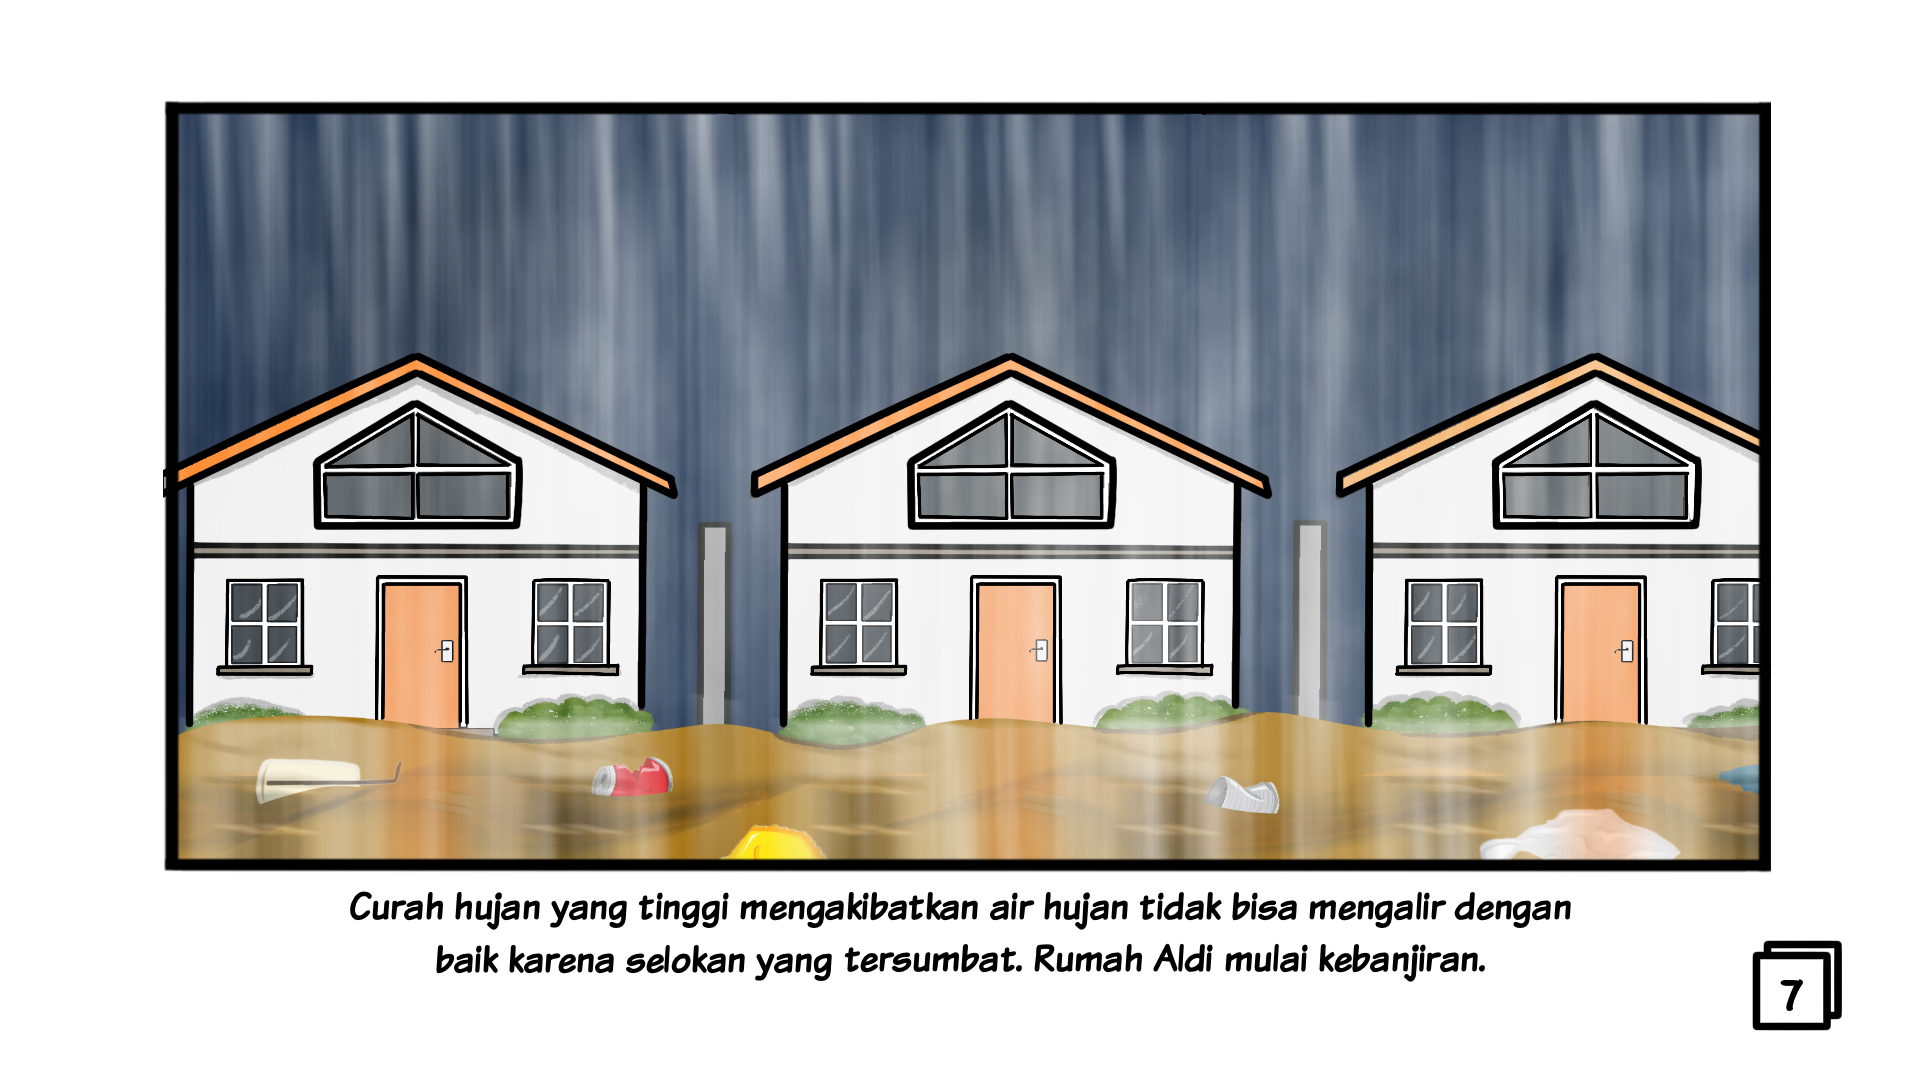 Curah hujan yang tinggi mengakibatkan air hujan tidak bisa mengalir dengan
baik karena selokan yang tersumbat. Rumah Aldi mulai kebanjiran.
7